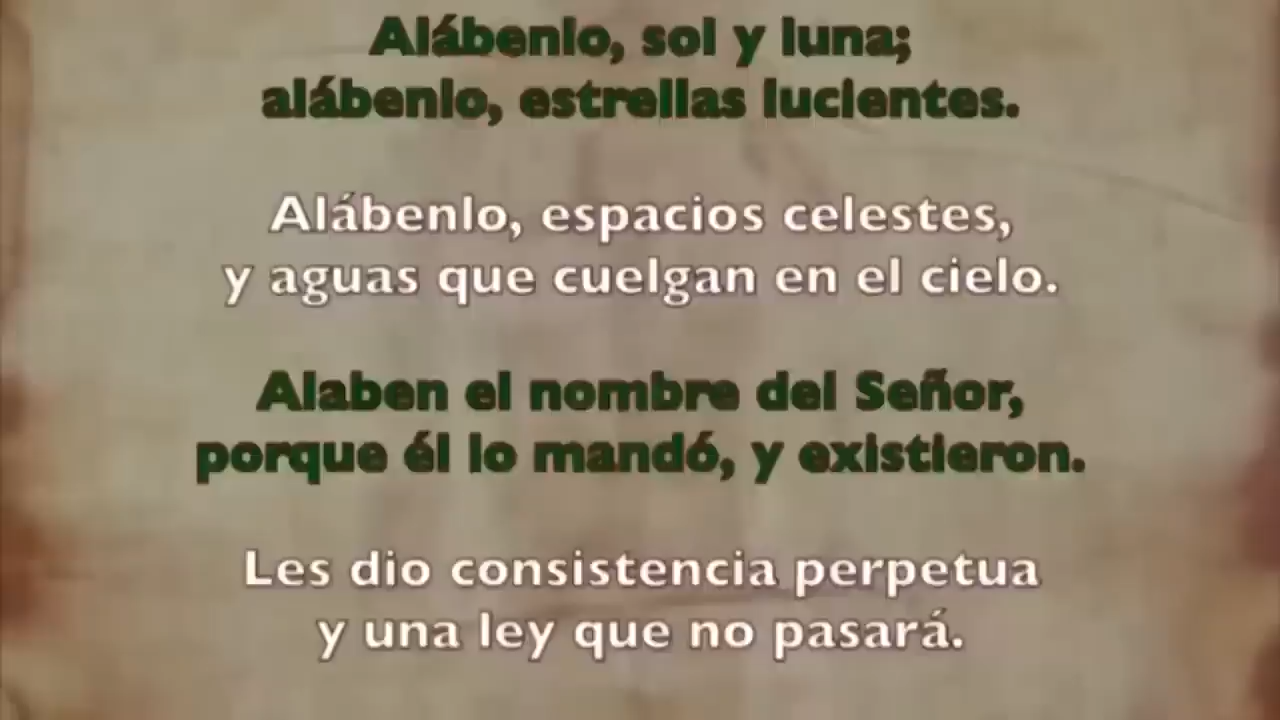 Alábenlo, sol y luna;
alábenlo, estrellas lucientes.
Alábenlo, espacios celestes,
y aguas que cuelgan en el cielo.
Alaben el nombre del Señor,
porque él lo mandó, y existieron.
Les dio consistencia perpetua
y una ley que no pasará.